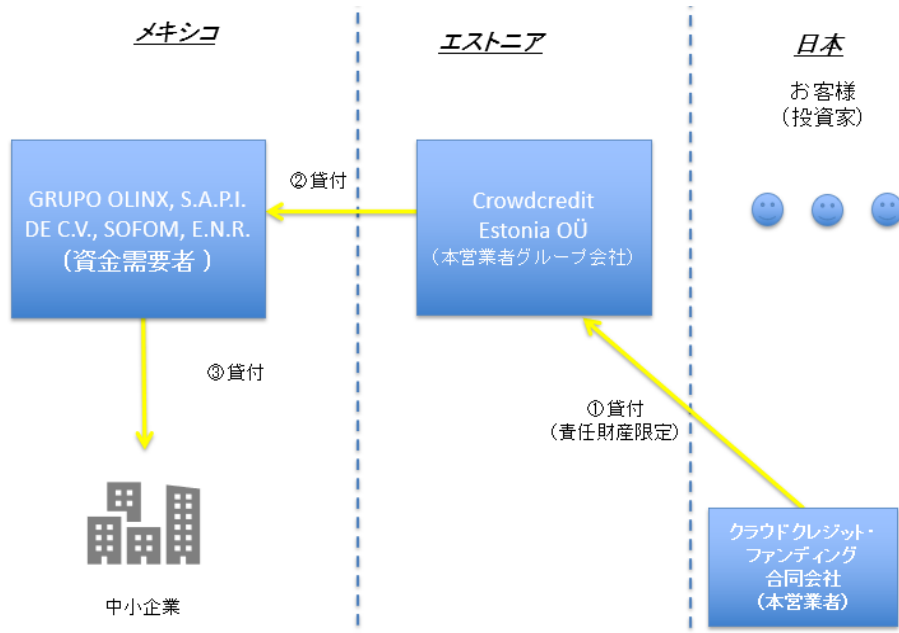 メキシコ
エストニア
日本
お客様
(投資家)
GRUPO OLINX, S.A.P.I.
DE C.V., SOFOM, E.N.R.
(資金需要者 )
②貸付
Crowdcredit
Estonia OÜ
(本営業者グループ会社)
③貸付
①貸付
(責任財産限定)
クラウドクレジット・
ファンディング
合同会社
(本営業者)
中小企業